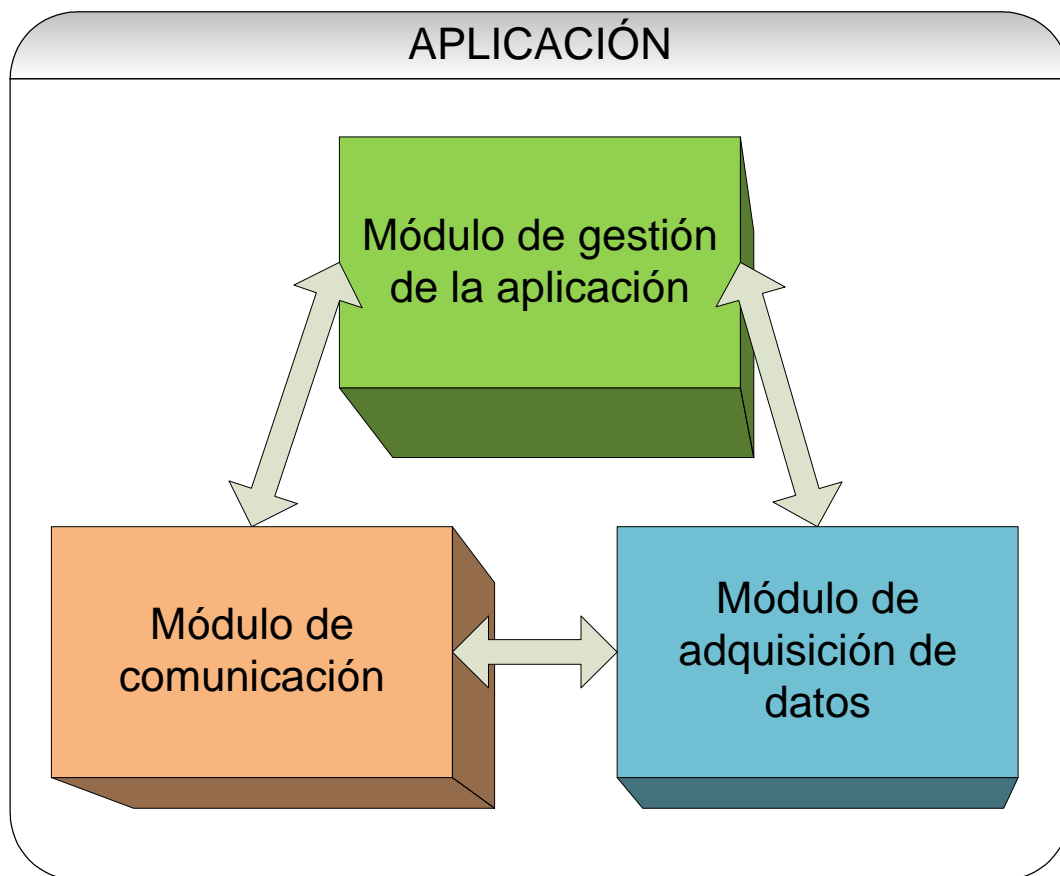 APLICACIÓN
Módulo de gestión
de la aplicación
Módulo de
comunicación
Módulo de
adquisición de
datos